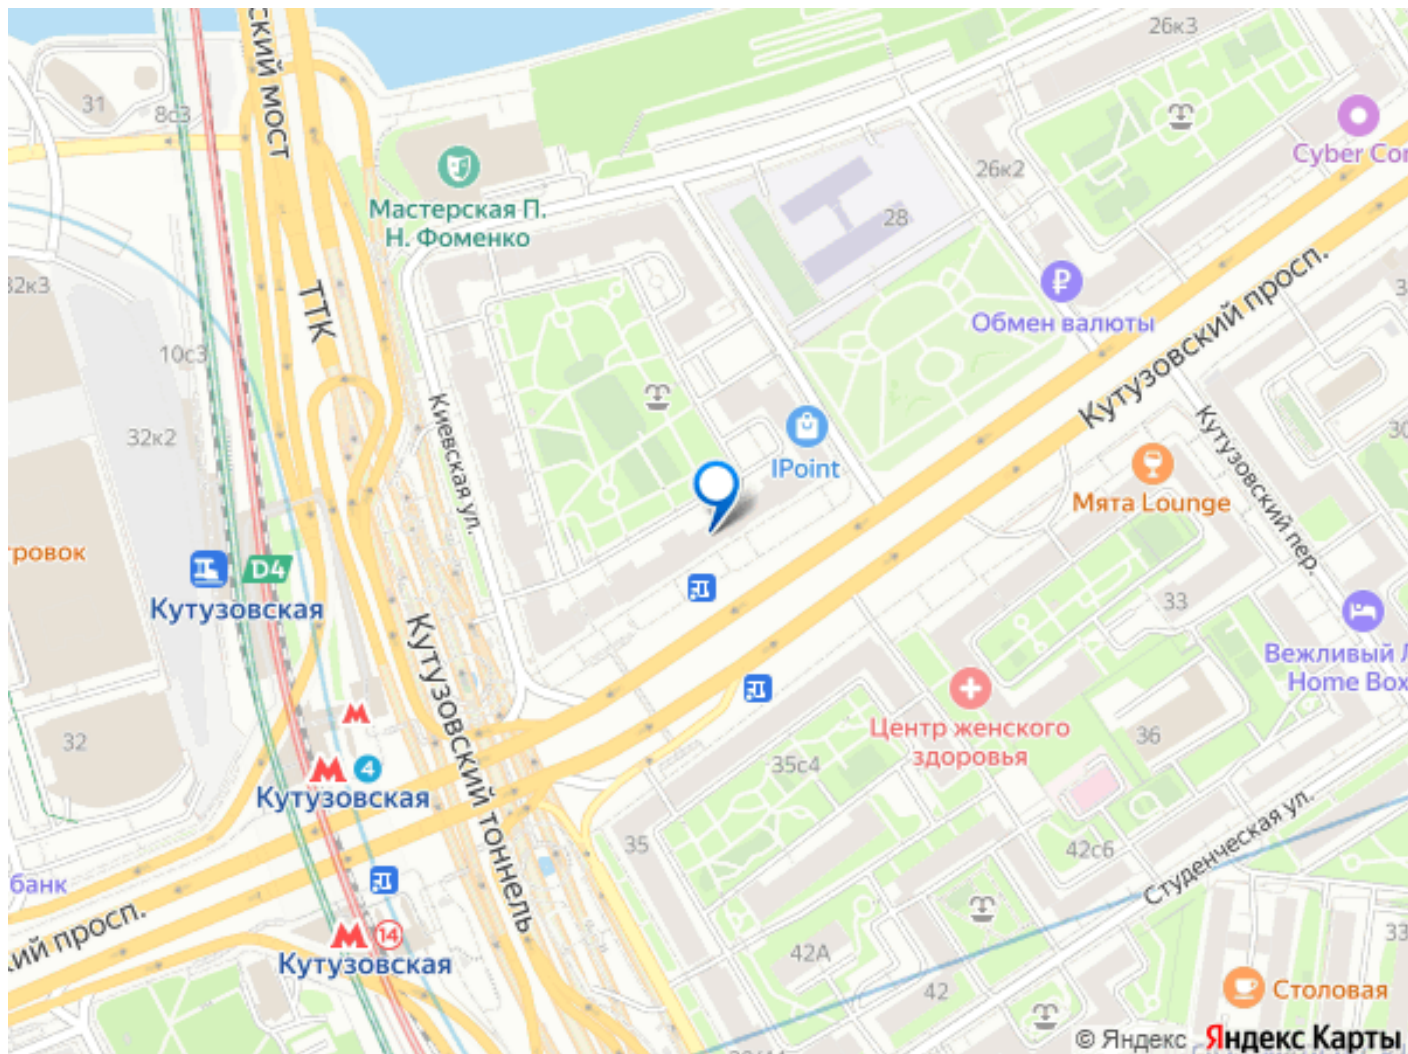 ский мост
26к3
31
8с3
Cyber Cor
Мастерская П.
Н. Фоменко
28
26к2
32к3
ТТК
Обмен валюты
Кутузовский просп.
10с3
32к2
Киевская ул.
IPoint
Мята Lounge
Кутузовский пер.
30
тровок
D4
Кутузовская
33
Вежливый Л
Home Box
Кутузовский тоннель
Центр женского
здоровья
36
32
4
Кутузовская
35с4
35
42с6
Студенческая ул.
банк
кий просп.
14
Кутузовская
42А
42
33
Столовая
© Яндекс Яндекс Карты